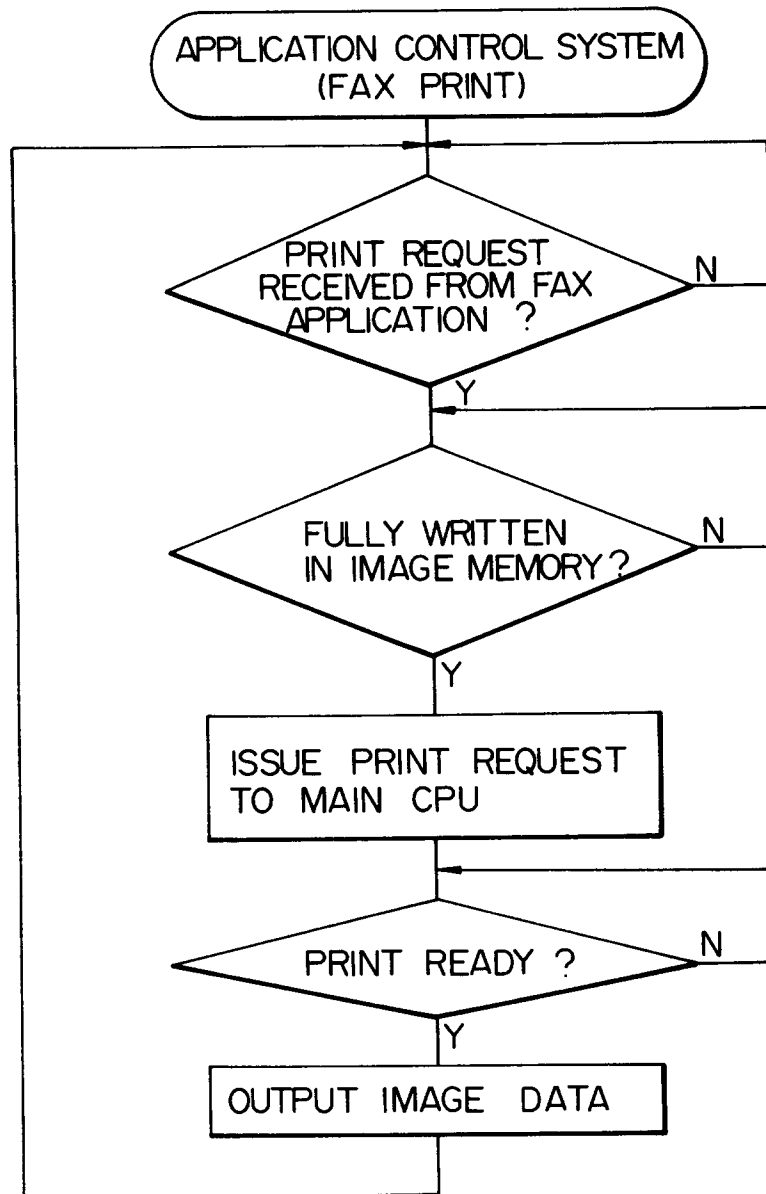 APPLICATION CONTROL SYSTEM
(FAX PRINT)
PRINT REQUEST
RECEIVED FROM FAX
APPLICATION ?
N
Y
FULLY WRITTEN
IN IMAGE MEMORY?
N
Y
ISSUE PRINT REQUEST
TO MAIN CPU
PRINT READY ?
N
Y
OUTPUT IMAGE DATA